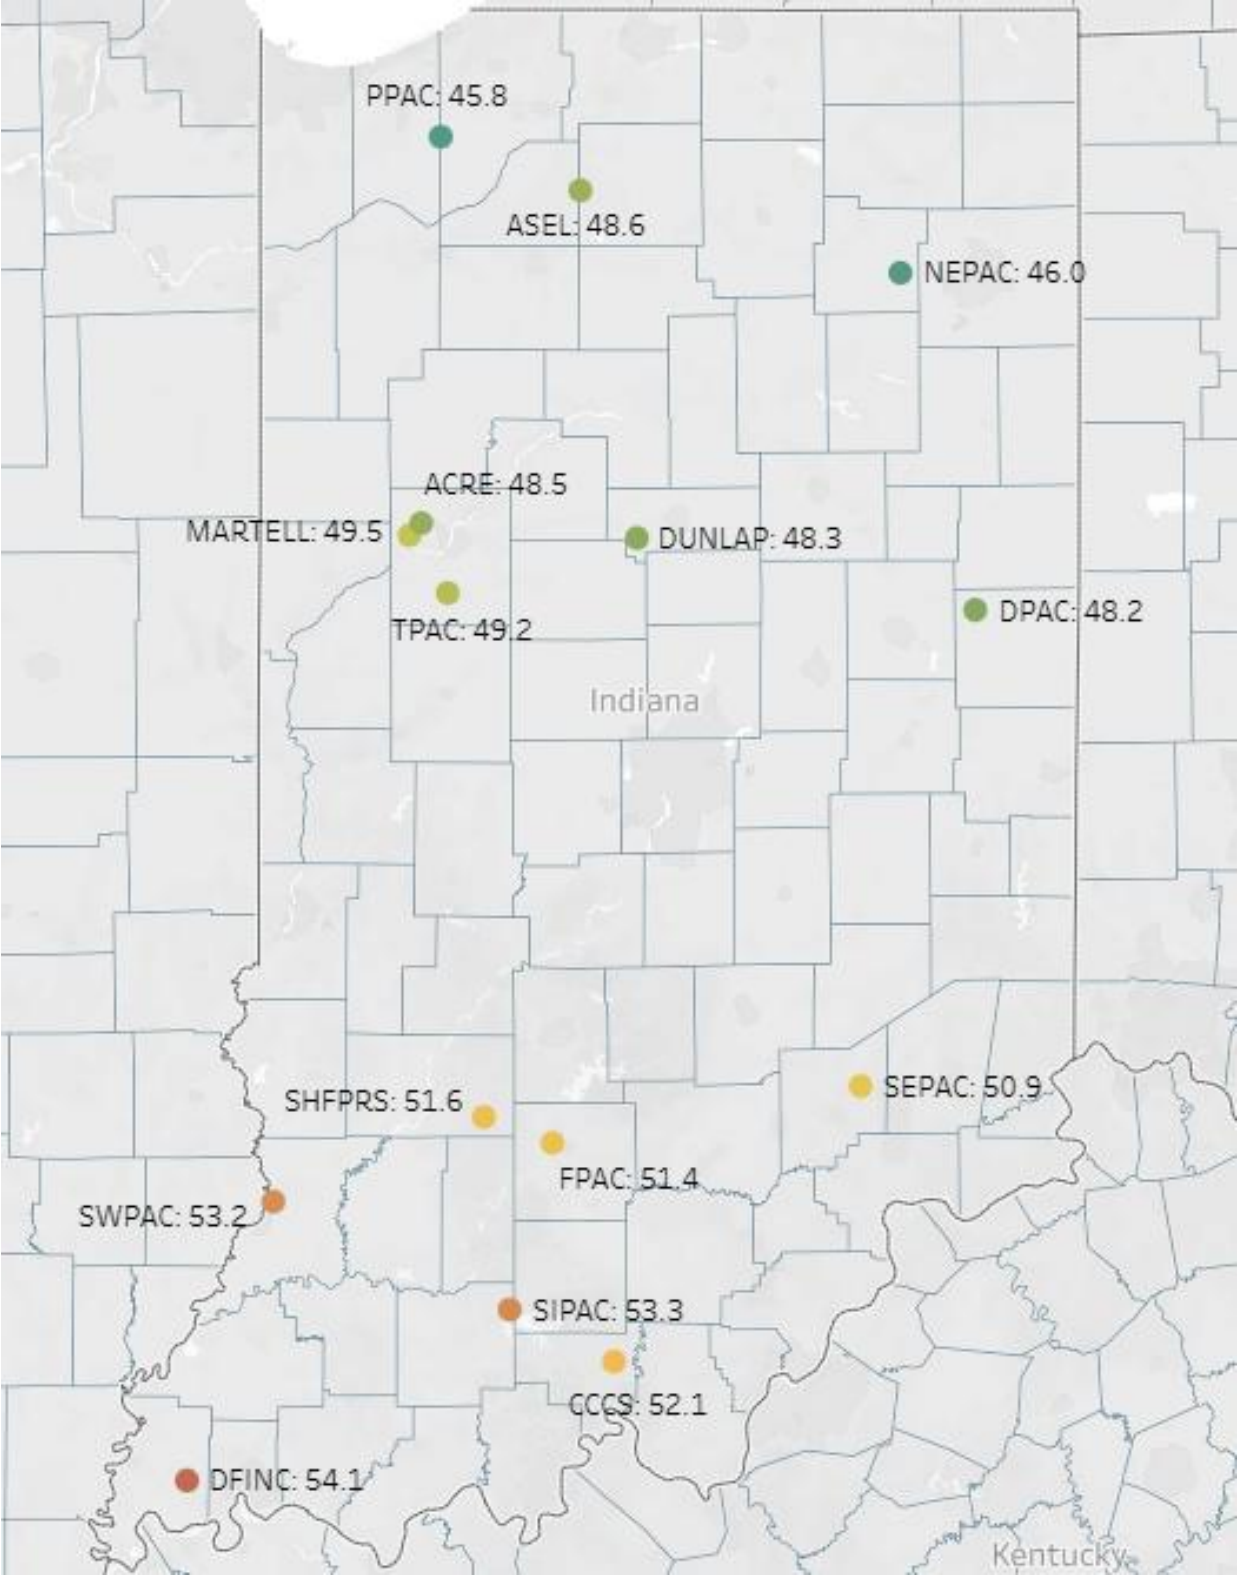 PPAC: 45.8
ASEL: 48.6
NEPAC: 46.0
ACRE: 48.5
MARTELL: 49.5
DUNLAP: 48.3
TPAC: 49.2
DPAC: 48.2
Indiana
SHFPRS: 51.6
SEPAC: 50.9
FPAC: 51.4
SWPAC: 53.2
SIPAC: 53.3
CCCS: 52.1
DFINC: 54.1
Kentucky